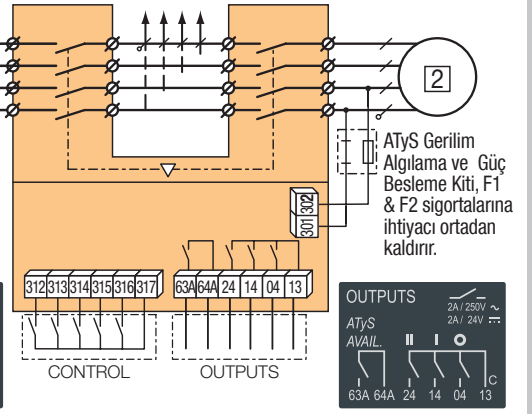 2
ATyS Gerilim
Algılama ve Güç
Besleme Kiti, F1
& F2 sigortalarına
ihtiyacı ortadan
kaldırır.
302
301
312 313 314 315 316 317
63A 64A 24 14 04 13
CONTROL
OUTPUTS
OUTPUTS
2A / 250V ~
2A / 24V
ATyS
AVAIL.
II I O
C
63A 64A 24 14 04 13